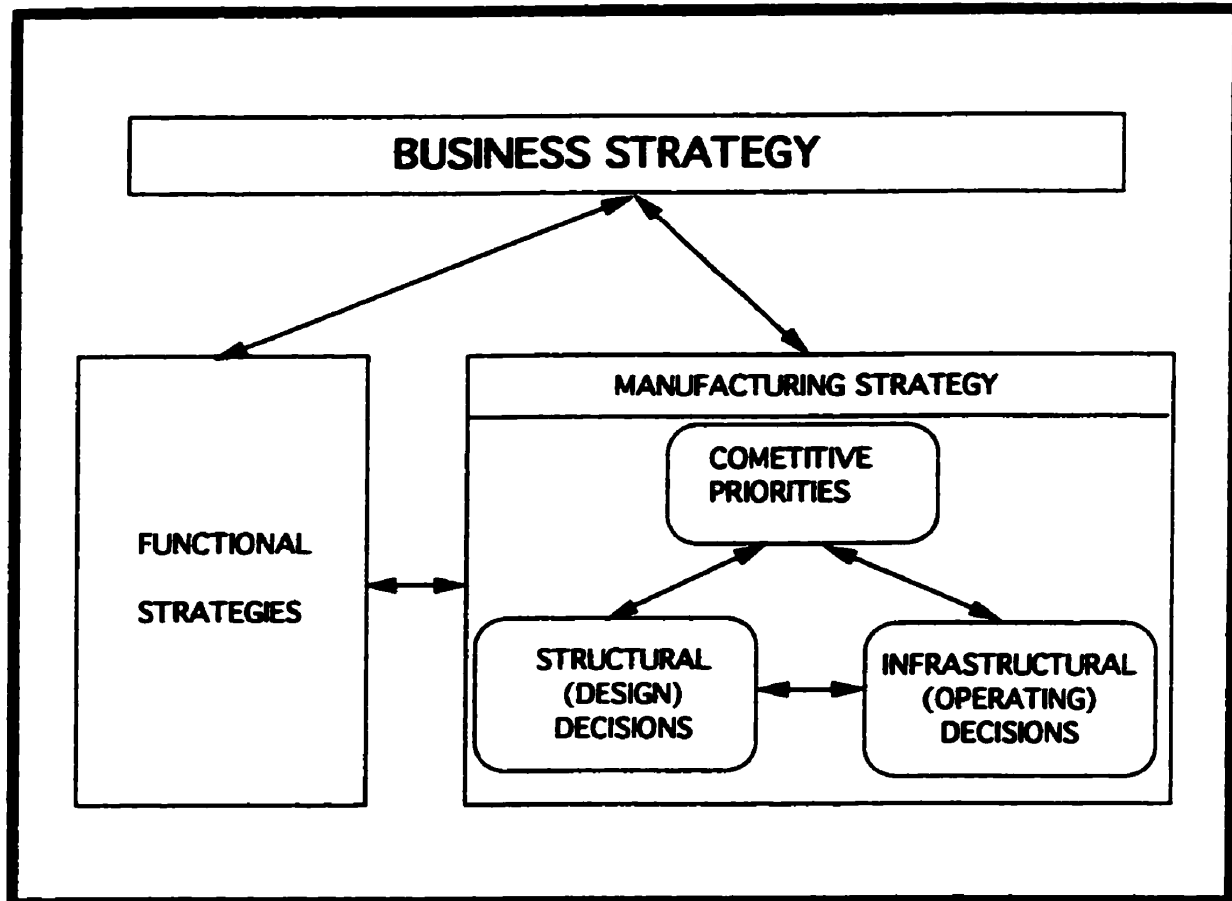 BUSINESS STRATEGY
MANUFACTURING STRATEGY
COMETITIVE
PRIORITIES
FUNCTIONAL
STRATEGIES
STRUCTURAL
(DESIGN)
DECISIONS
INFRASTRUCTURAL
(OPERATING)
DECISIONS